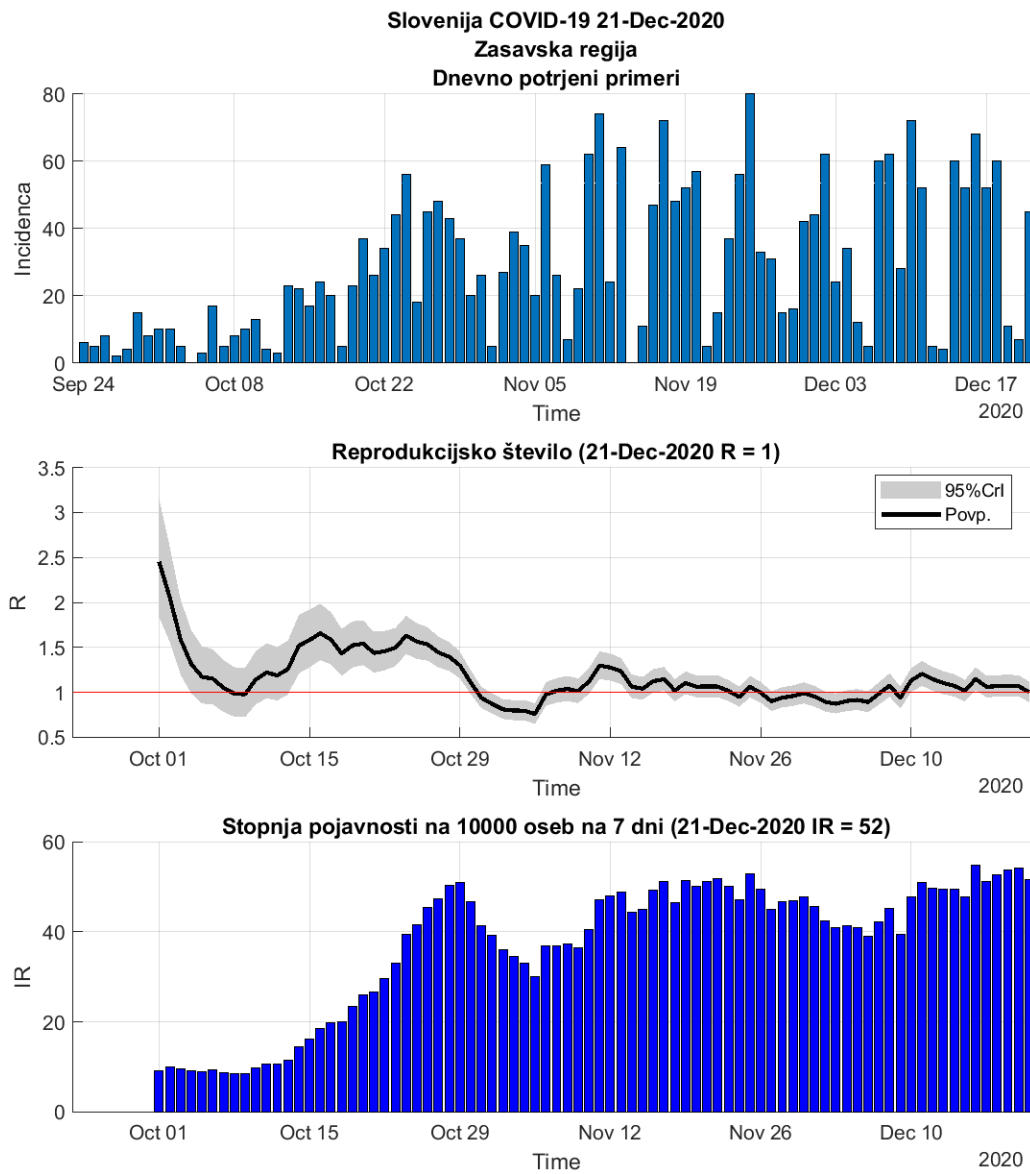 Slovenija COVID-19 21-Dec-2020
Zasavska regija
Dnevno potrjeni primeri
80
60
40
20
0
Incidenca
Sep 24 Oct 08 Oct 22 Nov 05 Nov 19 Dec 03 Dec 17
Time
2020
Reprodukcijsko število (21-Dec-2020 R = 1)
3.5
3
2.5
2
1.5
1
0.5
R
95%CrI
Povp.
Oct 01 Oct 15 Oct 29 Nov 12 Nov 26 Dec 10
Time
2020
Stopnja pojavnosti na 10000 oseb na 7 dni (21-Dec-2020 IR = 52)
60
40
20
0
IR
Oct 01 Oct 15 Oct 29 Nov 12 Nov 26 Dec 10
Time
2020